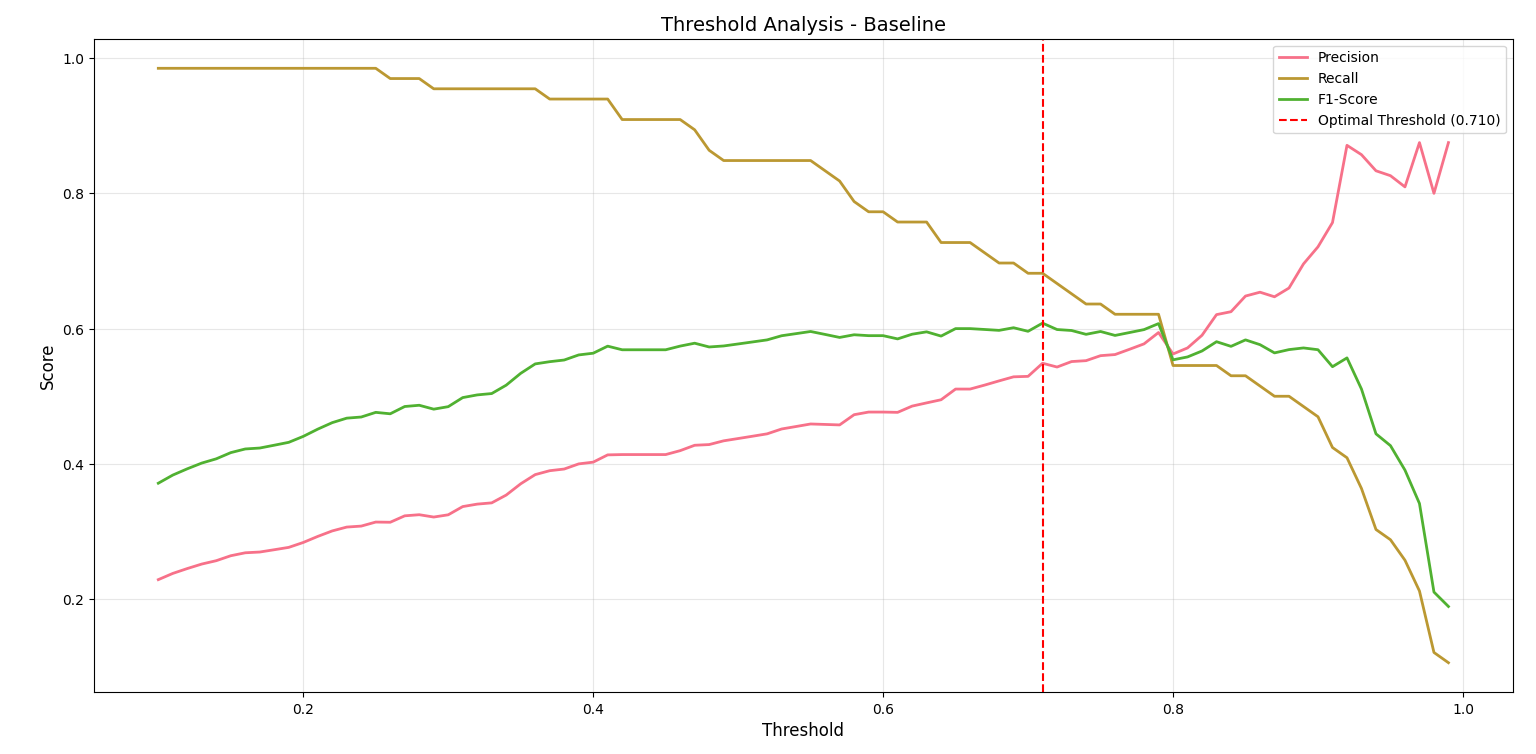 Threshold Analysis - Baseline
1.0
0.8
0.6
0.4
0.2
Score
Precision
Recall
F1-Score
Optimal Threshold (0.710)
0.2
0.4
0.6
0.8
1.0
Threshold